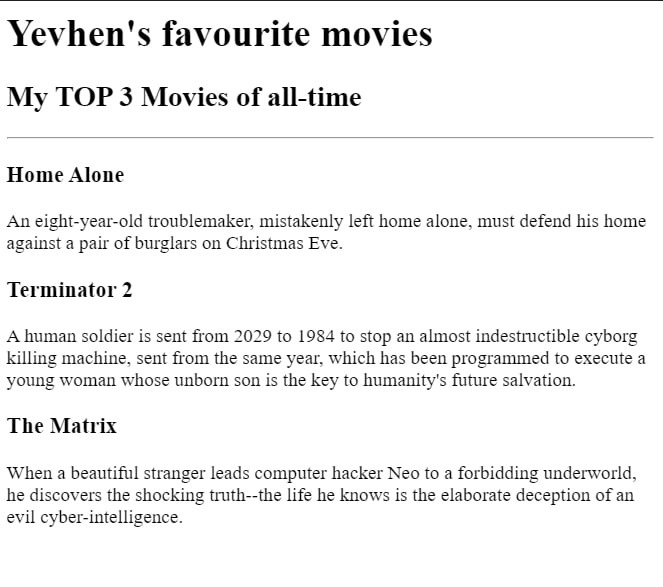 Yevhen's favourite movies
My TOP 3 Movies of all-time
Home Alone
An eight-year-old troublemaker, mistakenly left home alone, must defend his home
against a pair of burglars on Christmas Eve.
Terminator 2
A human soldier is sent from 2029 to 1984 to stop an almost indestructible cyborg
killing machine, sent from the same year, which has been programmed to execute a
young woman whose unborn son is the key to humanity's future salvation.
The Matrix
When a beautiful stranger leads computer hacker Neo to a forbidding underworld,
he discovers the shocking truth--the life he knows is the elaborate deception of an
evil cyber-intelligence.